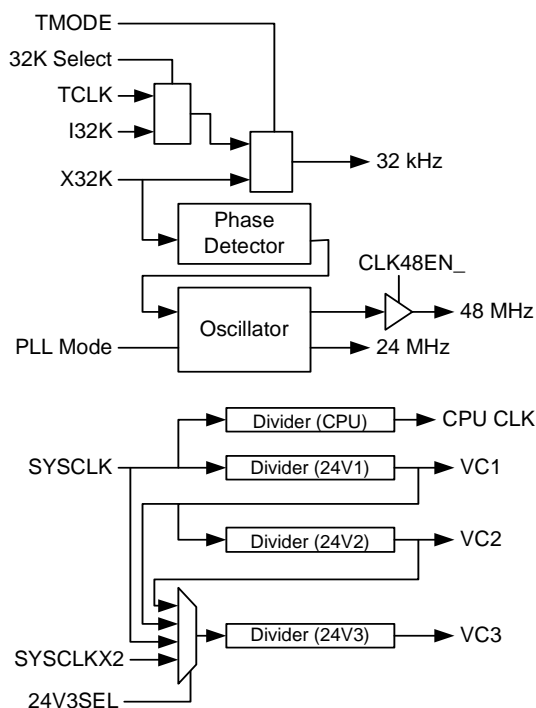 TMODE
32K Select
TCLK
I32K
32 kHz
X32K
Phase
Detector
CLK48EN_
Oscillator
48 MHz
PLL Mode
24 MHz
Divider (CPU)
CPU CLK
SYSCLK
Divider (24V1)
VC1
Divider (24V2)
VC2
Divider (24V3)
VC3
SYSCLKX2
24V3SEL